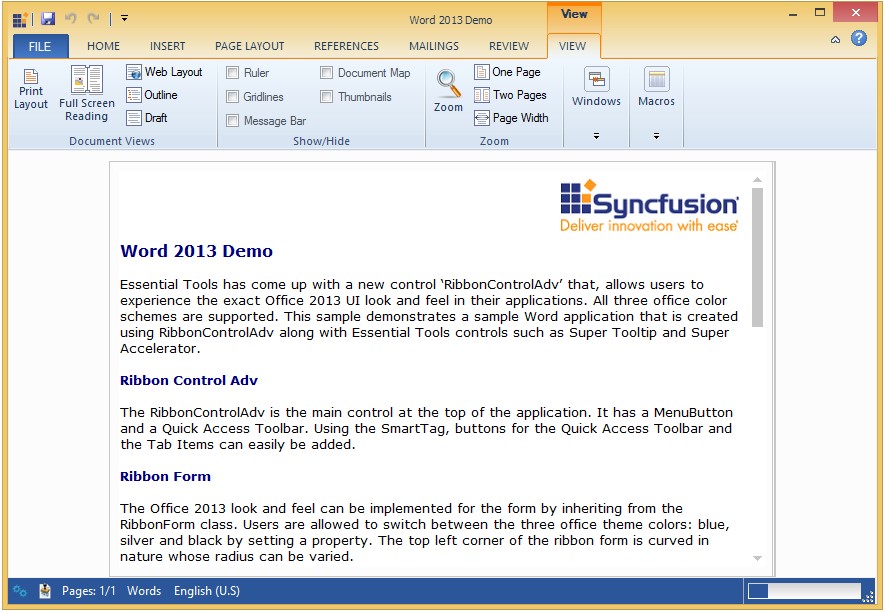 Word 2013 Demo
View
FILE HOME INSERT PAGE LAYOUT REFERENCES MAILINGS REVIEW VIEW
Print Layout
Full Screen Reading
Web Layout
Outline
Draft
Document Views
Ruler
Gridlines
Message Bar
Document Map
Thumbnails
Show/Hide
Zoom
One Page
Two Pages
Page Width
Zoom
Windows
Macros
Syncfusion
Deliver innovation with ease
Word 2013 Demo
Essential Tools has come up with a new control ‘RibbonControlAdv’ that, allows users to
experience the exact Office 2013 UI look and feel in their applications. All three office color
schemes are supported. This sample demonstrates a sample Word application that is created
using RibbonControlAdv along with Essential Tools controls such as Super Tooltip and Super
Accelerator.
Ribbon Control Adv
The RibbonControlAdv is the main control at the top of the application. It has a MenuButton
and a Quick Access Toolbar. Using the SmartTag, buttons for the Quick Access Toolbar and
the Tab Items can easily be added.
Ribbon Form
The Office 2013 look and feel can be implemented for the form by inheriting from the
RibbonForm class. Users are allowed to switch between the three office theme colors: blue,
silver and black by setting a property. The top left corner of the ribbon form is curved in
nature whose radius can be varied.
Pages: 1/1 Words English (U.S)